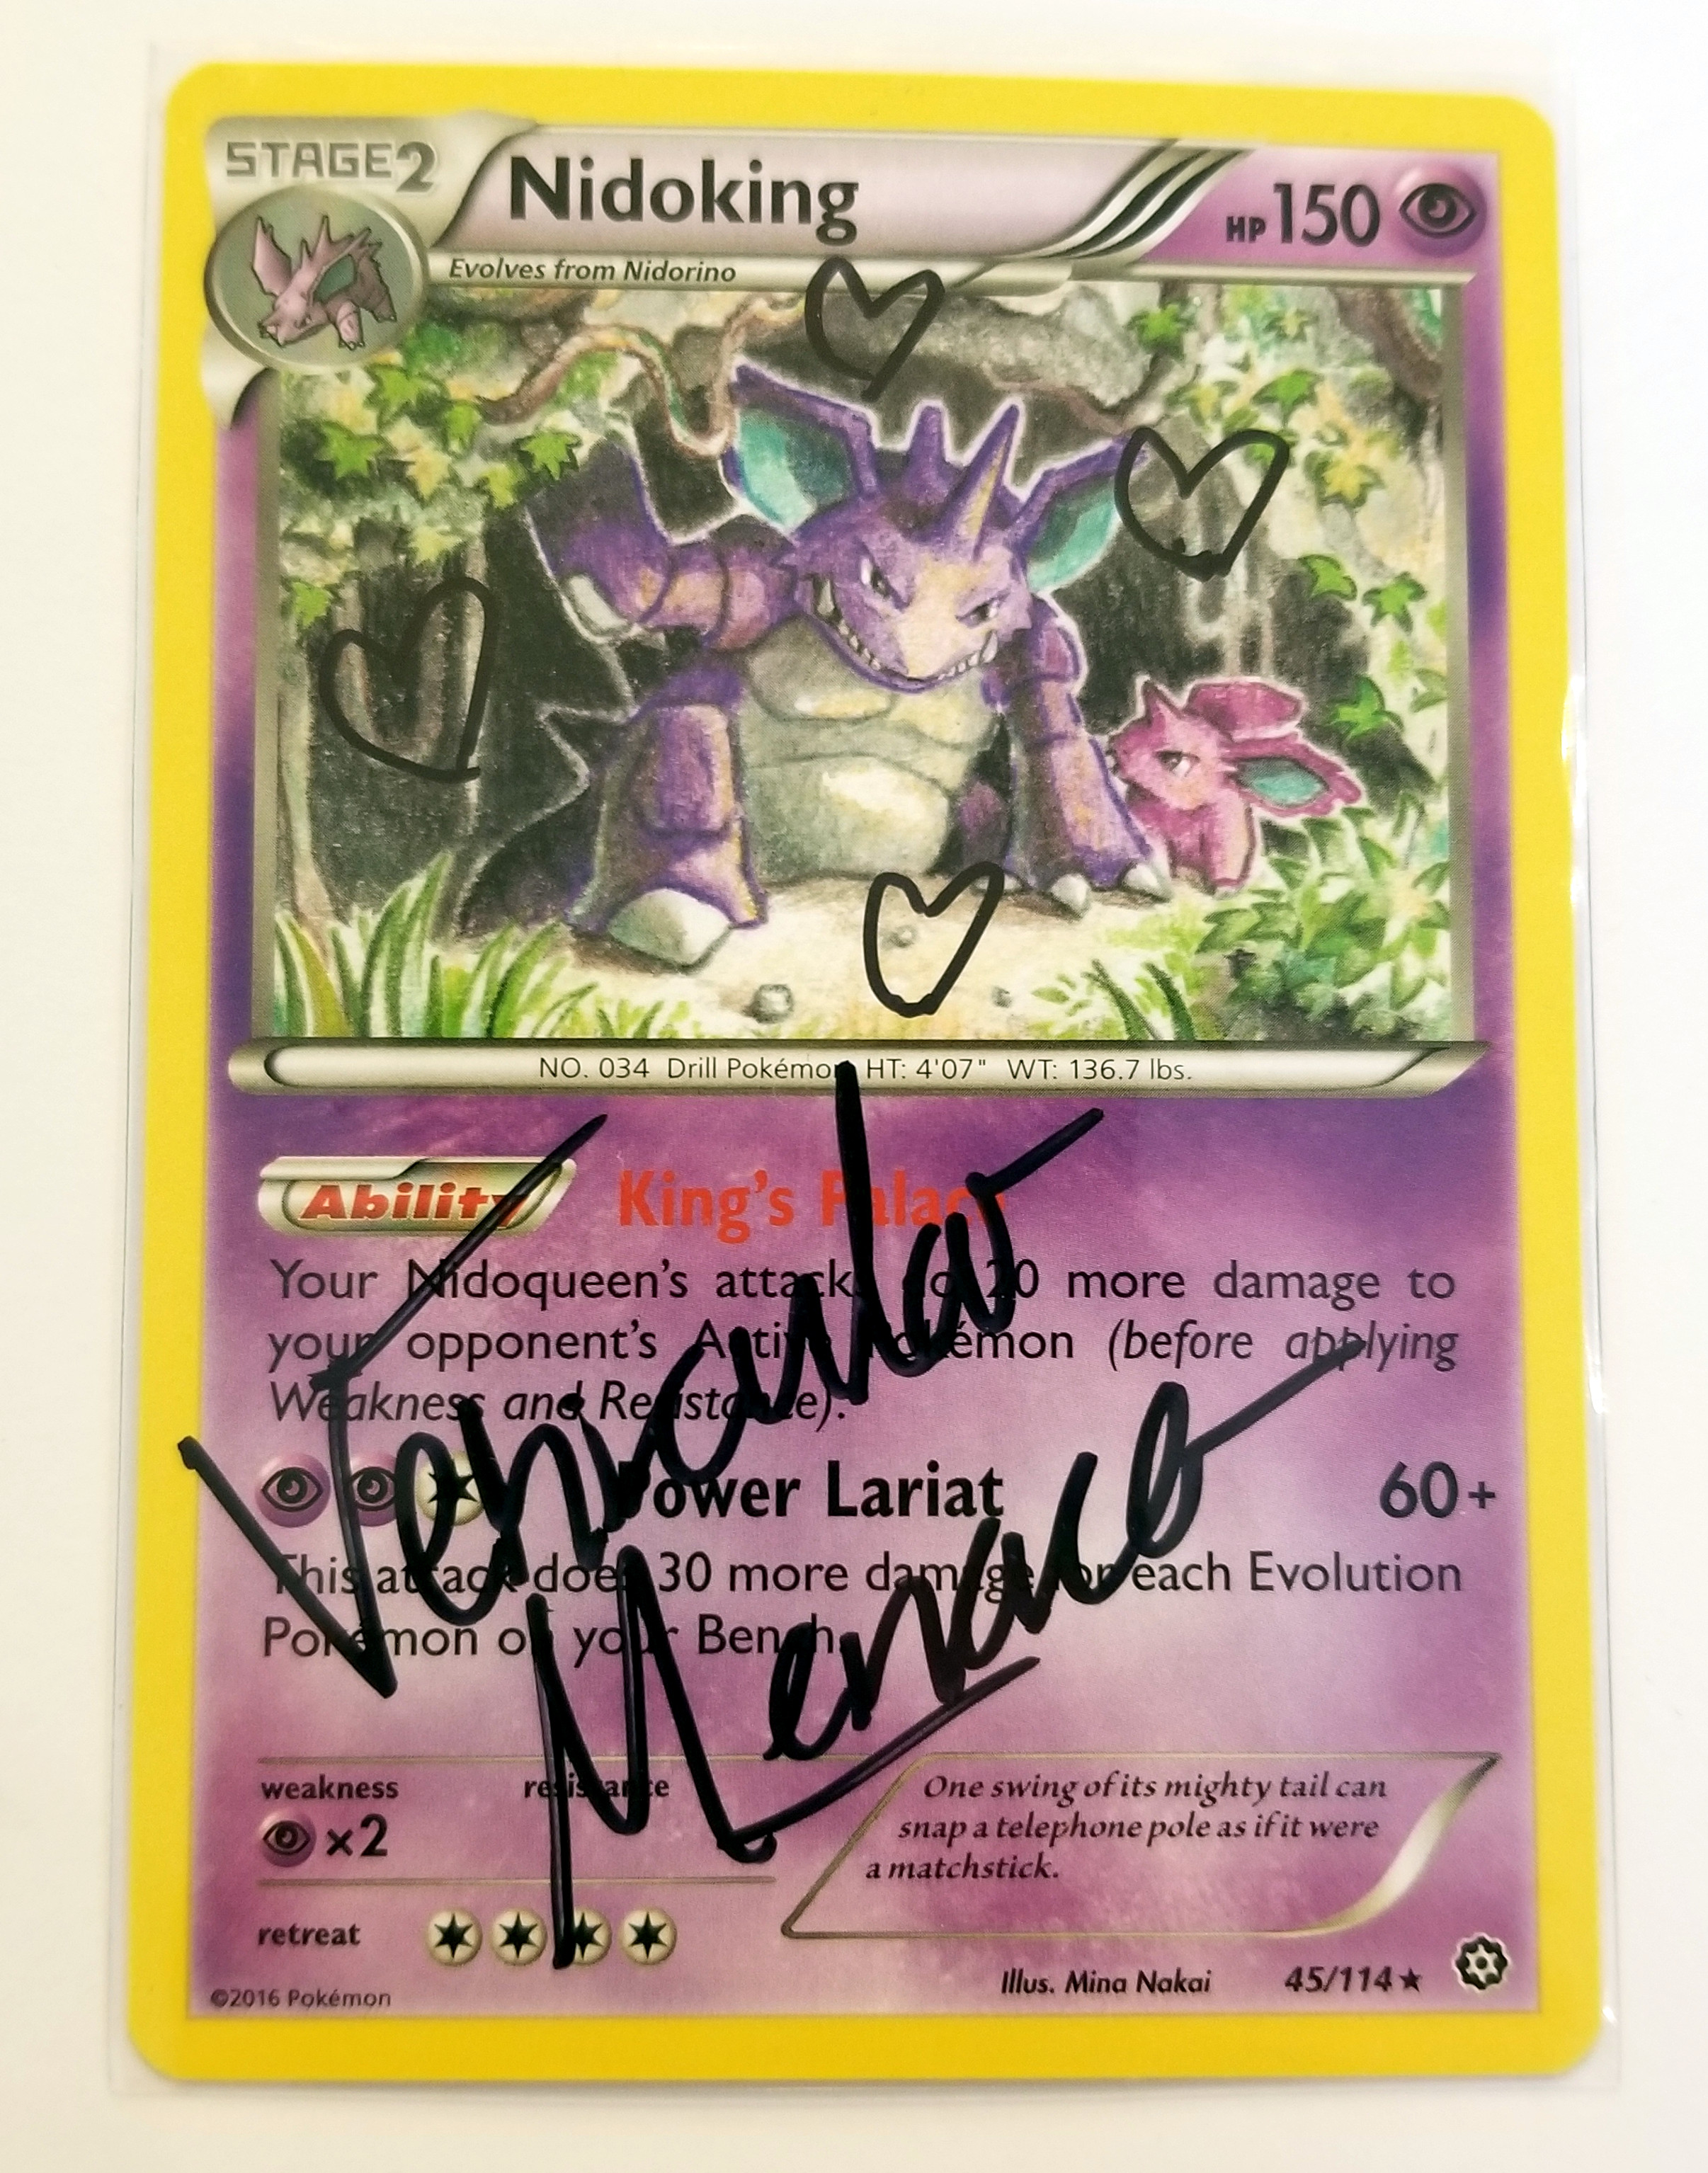 STAGE2
Nidoking
HP150
Evolves from Nidorino
NO. 034 Drill Pokémon HT: 4'07" WT: 136.7 lbs.
Ability King's Palace
Your Nidoqueen's attacks do 20 more damage to
your opponent's Active Pokémon (before applying
Weakness and Resistance).
Power Lariat 60+
This attack does 30 more damage for each Evolution
Pokémon on your Bench.
weakness resistance
x2
One swing of its mighty tail can
snap a telephone pole as if it were
a matchstick.
retreat
Illus. Mina Nakai 45/114
©2016 Pokémon